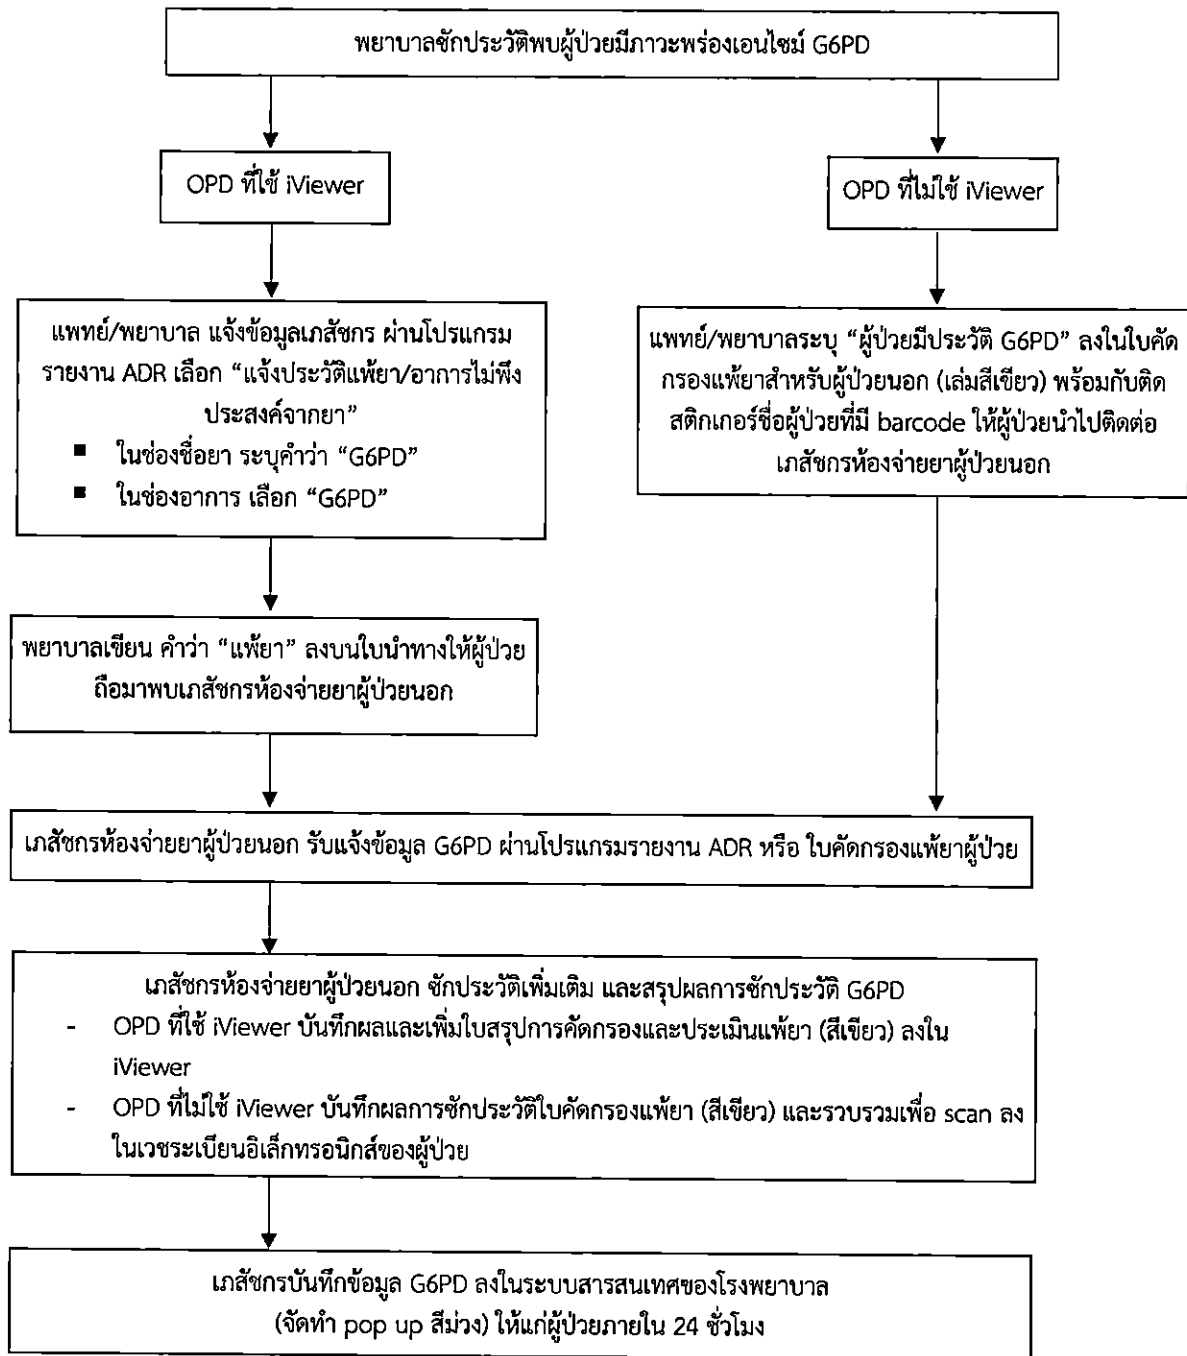 พยาบาลซักประวัติพบผู้ป่วยมีภาวะพร่องเอนไซม์ G6PD
OPD ที่ใช้ iViewer
OPD ที่ไม่ใช้ iViewer
แพทย์/พยาบาล แจ้งข้อมูลเภสัชกร ผ่านโปรแกรม
รายงาน ADR เลือก “แจ้งประวัติแพ้ยา/อาการไม่พึง
ประสงค์จากยา”
■ ในช่องชื่อยา ระบุคำว่า “G6PD”
■ ในช่องอาการ เลือก “G6PD”
แพทย์/พยาบาลระบุ “ผู้ป่วยมีประวัติ G6PD” ลงในใบคัด
กรองแพ้ยาสำหรับผู้ป่วยนอก (เล่มสีเขียว) พร้อมกับติด
สติกเกอร์ชื่อผู้ป่วยที่มี barcode ให้ผู้ป่วยนำไปติดต่อ
เภสัชกรห้องจ่ายยาผู้ป่วยนอก
พยาบาลเขียน คำว่า “แพ้ยา” ลงบนใบนำทางให้ผู้ป่วย
ถือมาพบเภสัชกรห้องจ่ายยาผู้ป่วยนอก
เภสัชกรห้องจ่ายยาผู้ป่วยนอก รับแจ้งข้อมูล G6PD ผ่านโปรแกรมรายงาน ADR หรือ ใบคัดกรองแพ้ยาผู้ป่วย
เภสัชกรห้องจ่ายยาผู้ป่วยนอก ซักประวัติเพิ่มเติม และสรุปผลการซักประวัติ G6PD
- OPD ที่ใช้ iViewer บันทึกผลและเพิ่มใบสรุปการคัดกรองและประเมินแพ้ยา (สีเขียว) ลงใน
iViewer
- OPD ที่ไม่ใช้ iViewer บันทึกผลการซักประวัติใบคัดกรองแพ้ยา (สีเขียว) และรวบรวมเพื่อ scan ลง
ในเวชระเบียนอิเล็กทรอนิกส์ของผู้ป่วย
เภสัชกรบันทึกข้อมูล G6PD ลงในระบบสารสนเทศของโรงพยาบาล
(จัดทำ pop up สีม่วง) ให้แก่ผู้ป่วยภายใน 24 ชั่วโมง